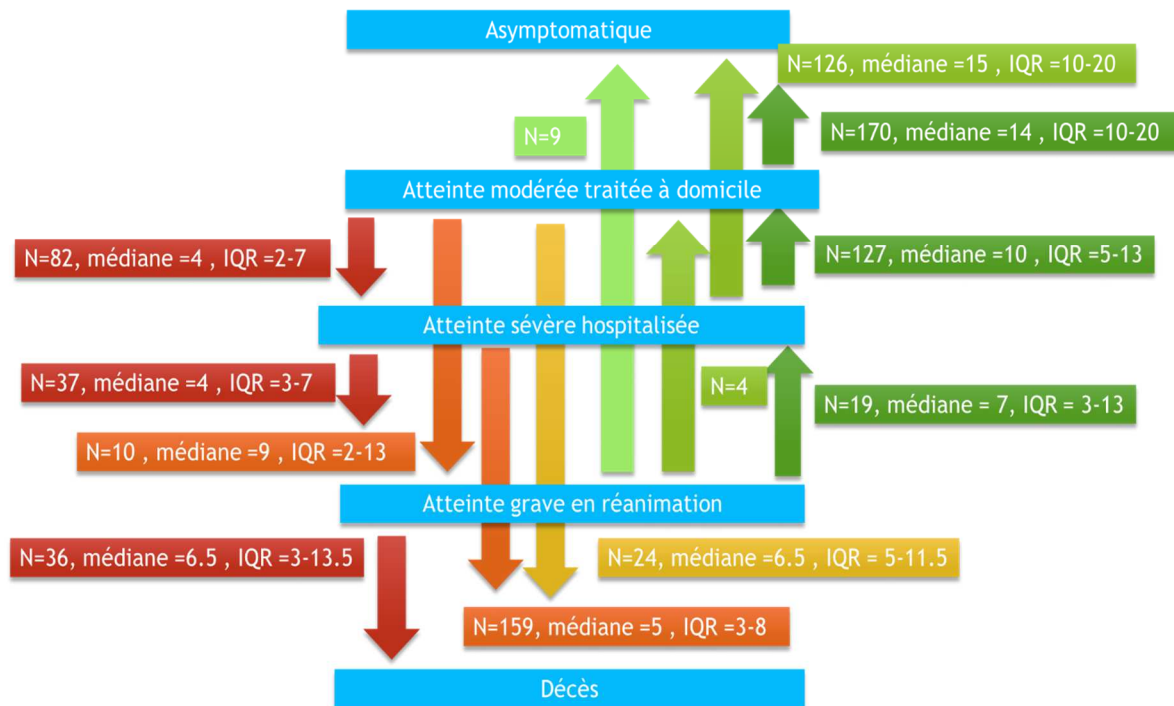 Asymptomatique
N=126, médiane =15 , IQR =10-20
N=9
N=170, médiane =14 , IQR =10-20
Atteinte modérée traitée à domicile
N=82, médiane =4 , IQR =2-7
N=127, médiane =10 , IQR =5-13
Atteinte sévère hospitalisée
N=37, médiane =4 , IQR =3-7
N=4
N=19, médiane = 7, IQR = 3-13
N=10 , médiane =9 , IQR =2-13
Atteinte grave en réanimation
N=36, médiane =6.5 , IQR =3-13.5
N=24, médiane =6.5 , IQR = 5-11.5
N=159, médiane =5 , IQR =3-8
Décès